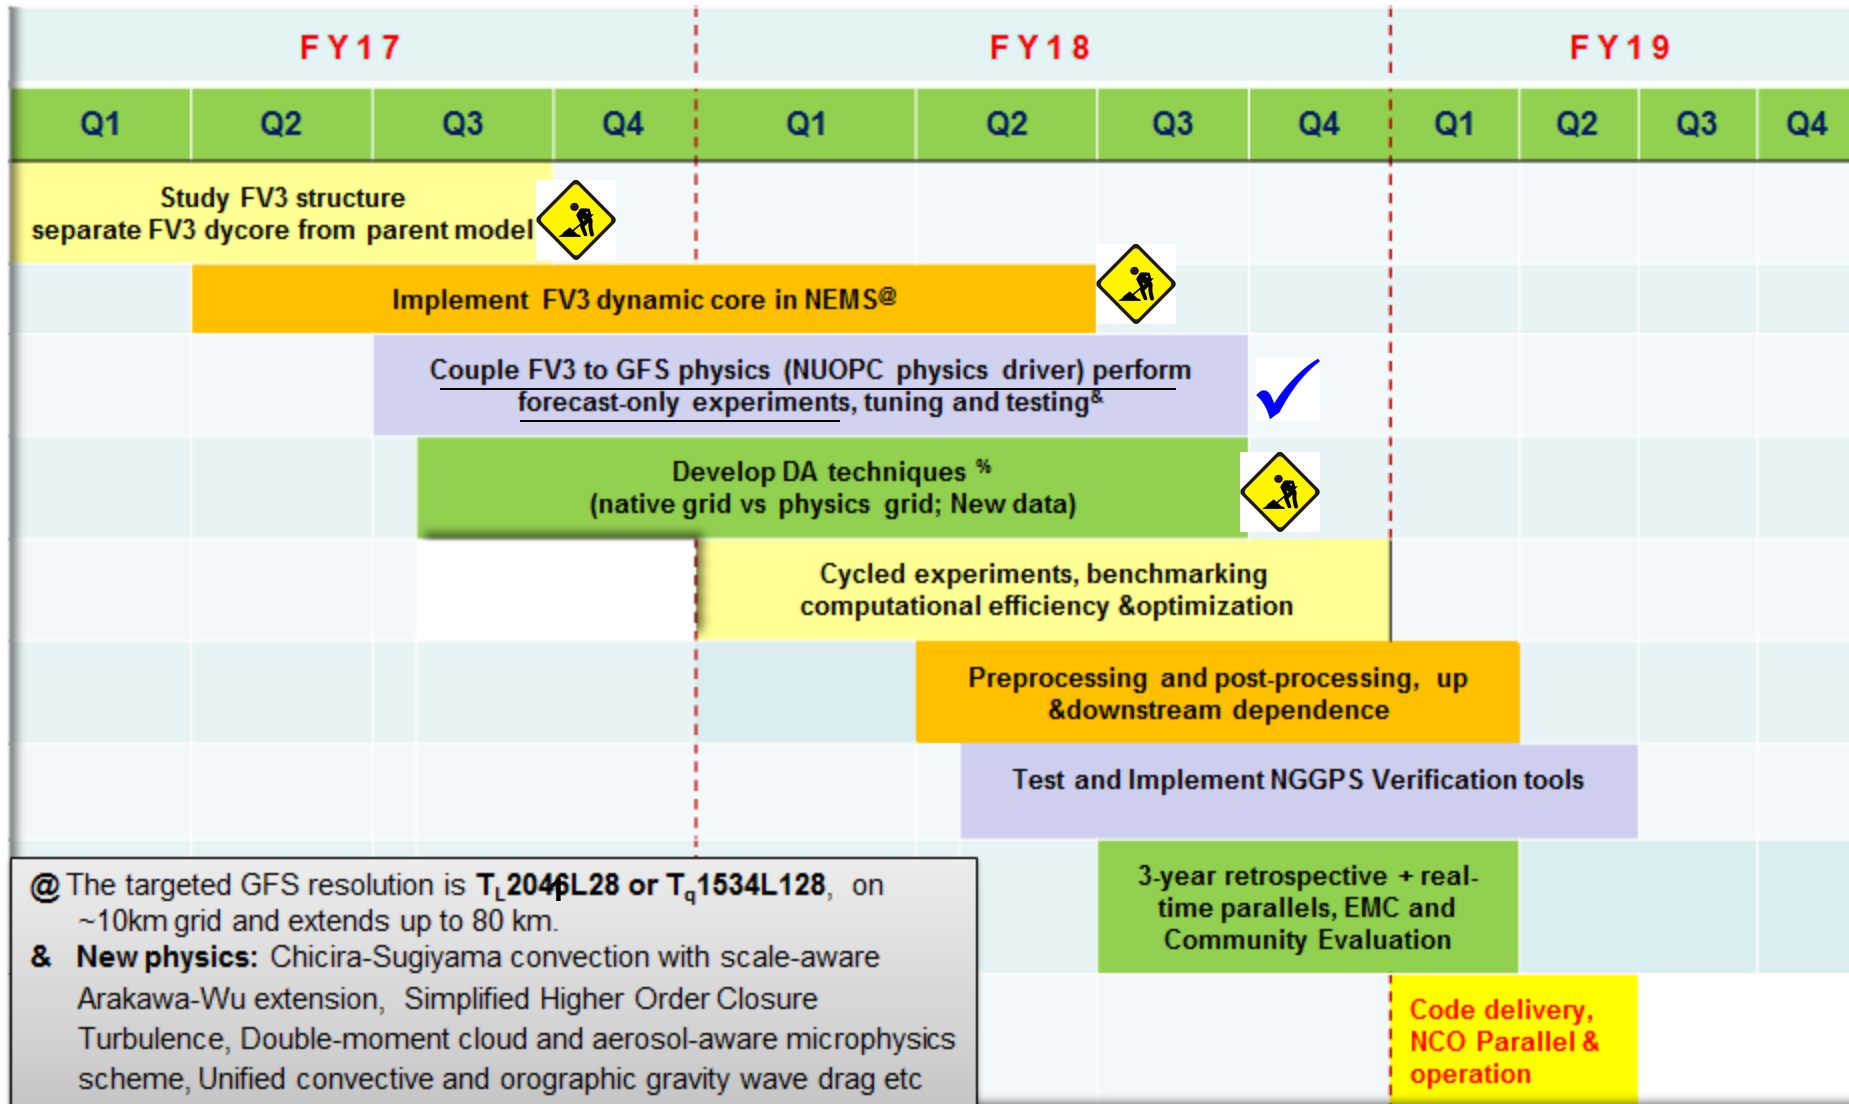 FY17 FY18 FY19
Q1 Q2 Q3 Q4 Q1 Q2 Q3 Q4 Q1 Q2 Q3 Q4
Study FV3 structure
separate FV3 dycore from parent model
Implement FV3 dynamic core in NEMS@
Couple FV3 to GFS physics (NUOPC physics driver) perform
forecast-only experiments, tuning and testing&
Develop DA techniques %
(native grid vs physics grid; New data)
Cycled experiments, benchmarking
computational efficiency &optimization
Preprocessing and post-processing, up
&downstream dependence
Test and Implement NGGPS Verification tools
3-year retrospective + real-
time parallels, EMC and
Community Evaluation
Code delivery,
NCO Parallel &
operation
@ The targeted GFS resolution is TL2046L28 or Tq1534L128, on
~10km grid and extends up to 80 km.
& New physics: Chicira-Sugiyama convection with scale-aware
Arakawa-Wu extension, Simplified Higher Order Closure
Turbulence, Double-moment cloud and aerosol-aware microphysics
scheme, Unified convective and orographic gravity wave drag etc